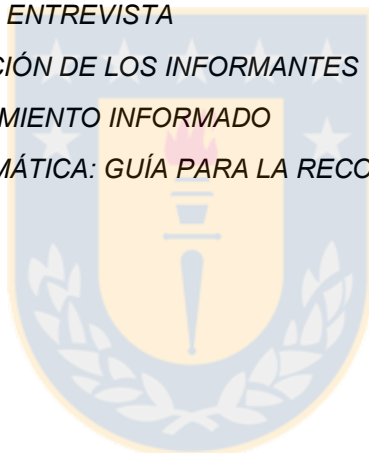 ENTREVISTA
CIÓN DE LOS INFORMANTES
MIENTO INFORMADO
MÁTICA: GUÍA PARA LA RECO